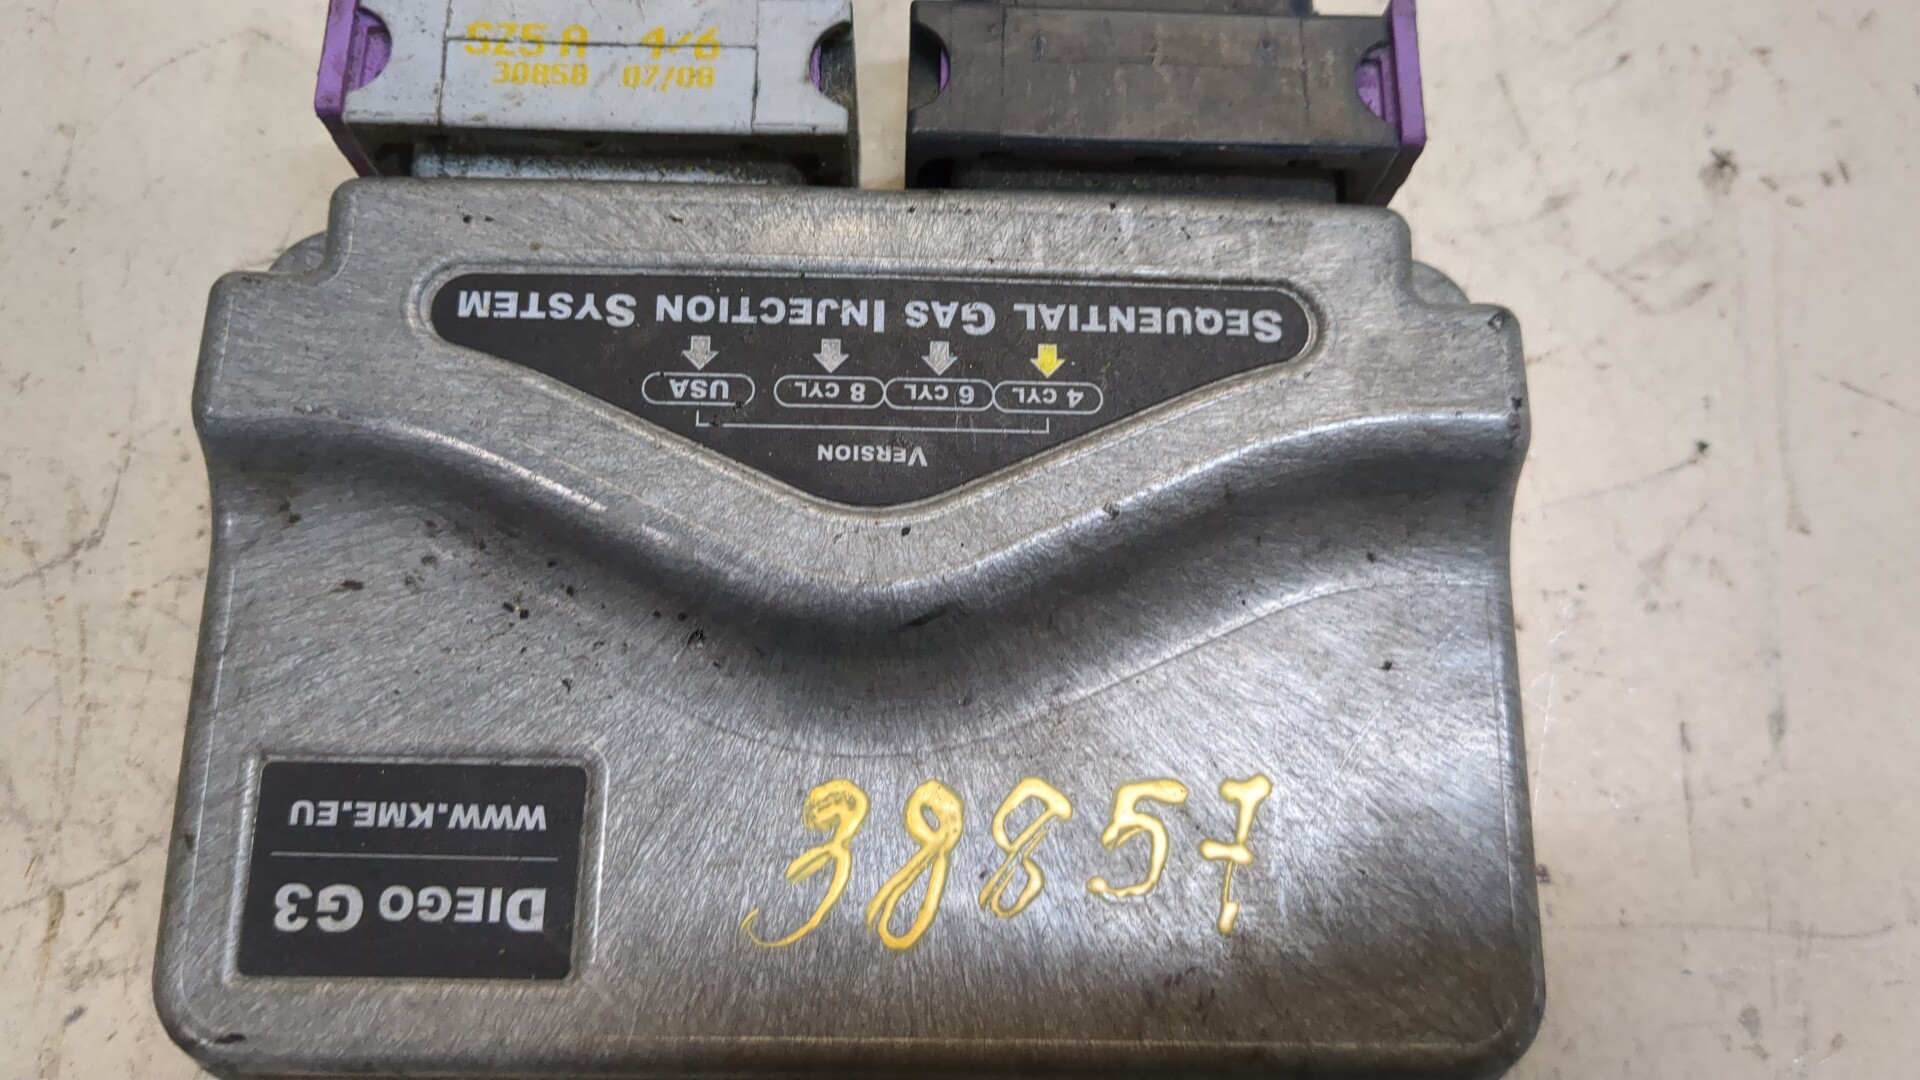 SZ5 A 4/6
30858 07/08
SEQUENTIAL GAS INJECTION SYSTEM
4 CYL 6 CYL 8 CYL USA
VERSION
38857
DIEGO G3
WWW.KME.EU